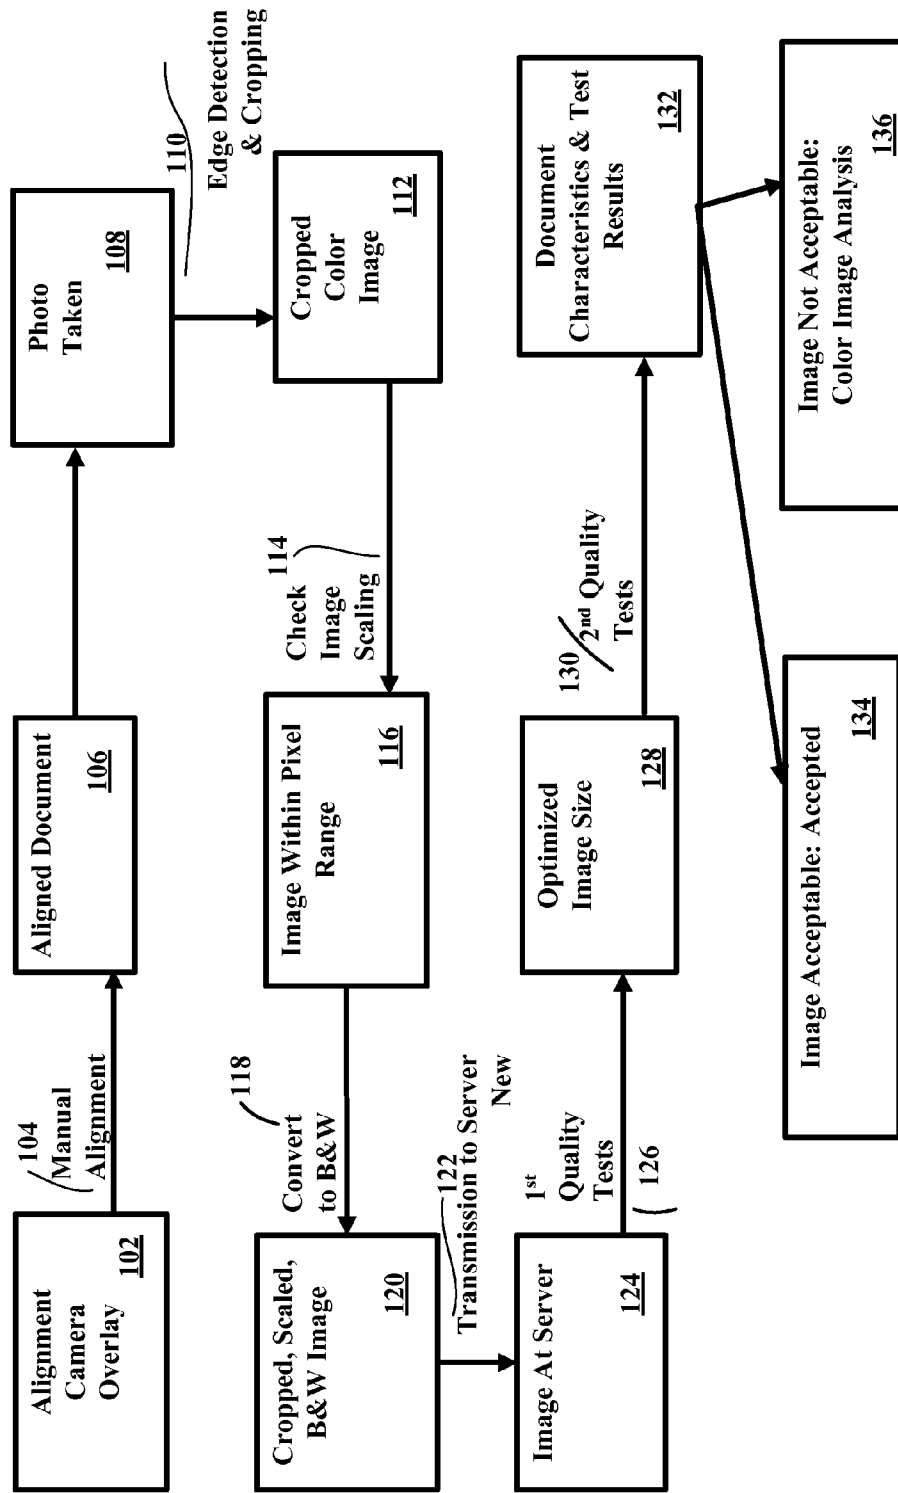 Alignment
Camera
Overlay
102
104
Manual
Alignment
Aligned Document
106
Photo
Taken
108
110
Edge Detection
& Cropping
Cropped
Color
Image
112
114
Check
Image
Scaling
Image Within Pixel
Range
116
118
Convert
to B&W
Cropped, Scaled,
B&W Image
120
122
Transmission to Server
New
Image At Server
124
1st
Quality
Tests
126
Optimized
Image Size
128
130
2nd Quality
Tests
Document
Characteristics & Test
Results
132
Image Acceptable: Accepted
134
Image Not Acceptable:
Color Image Analysis
136